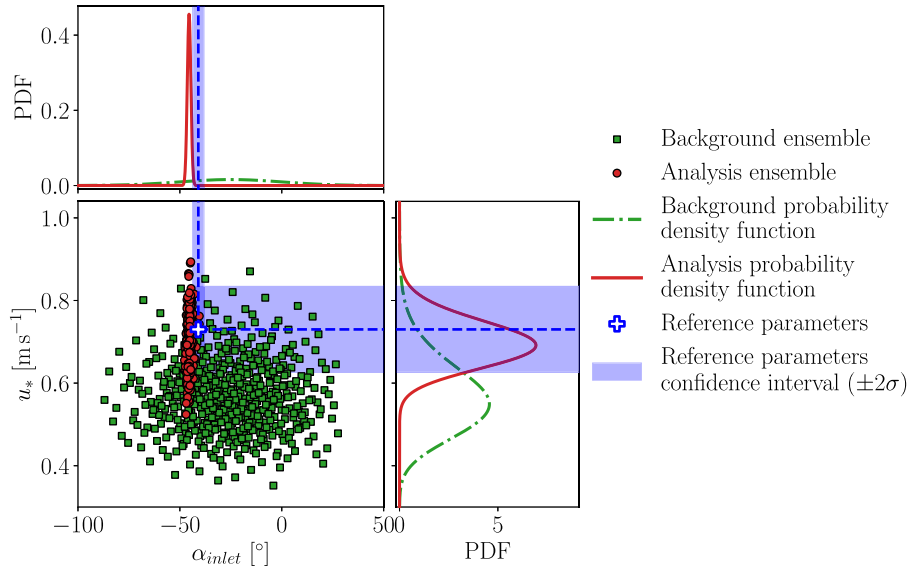 0.4
0.2
0.0
PDF
1.0
0.8
0.6
0.4
u* [m s⁻¹]
−100
−50
0
50
α_inlet [°]
0
5
PDF
Background ensemble
Analysis ensemble
Background probability
density function
Analysis probability
density function
Reference parameters
Reference parameters
confidence interval (±2σ)